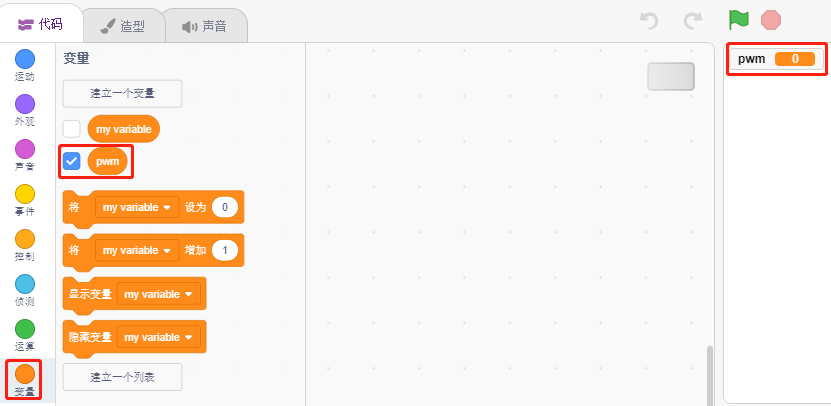 代码
造型
声音
运动
外观
声音
事件
控制
侦测
运算
变量
变量
建立一个变量
my variable
pwm
将 my variable 设为 0
将 my variable 增加 1
显示变量 my variable
隐藏变量 my variable
建立一个列表
pwm 0